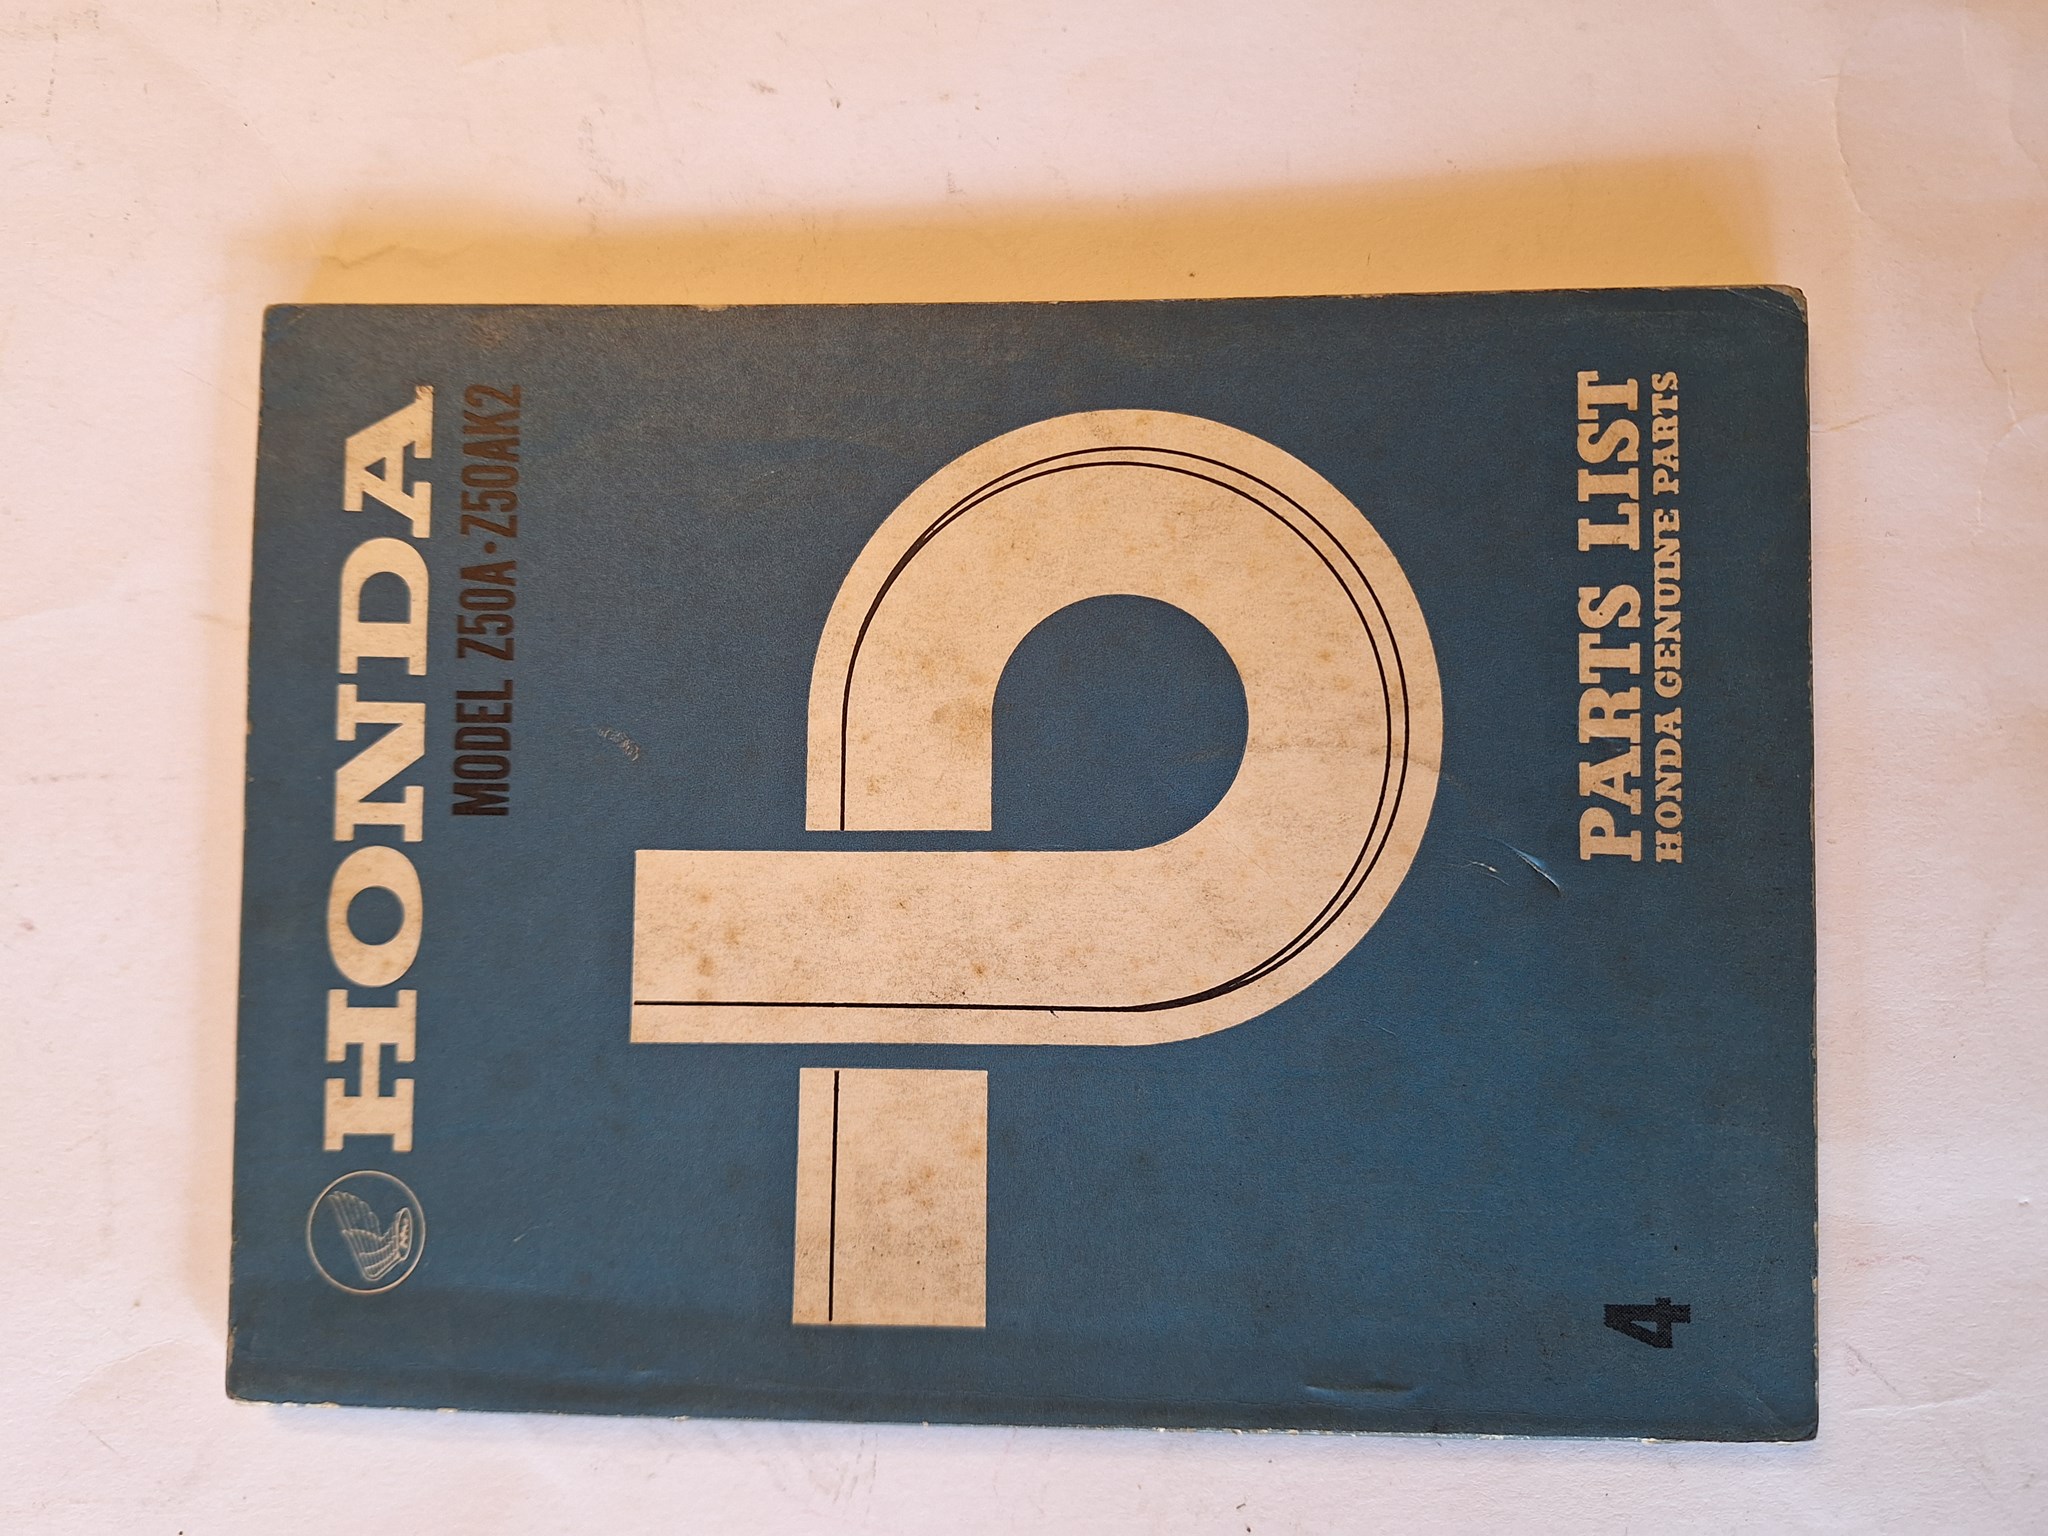 HONDA
MODEL Z50A·Z50AK2
PARTS LIST
HONDA GENUINE PARTS
4